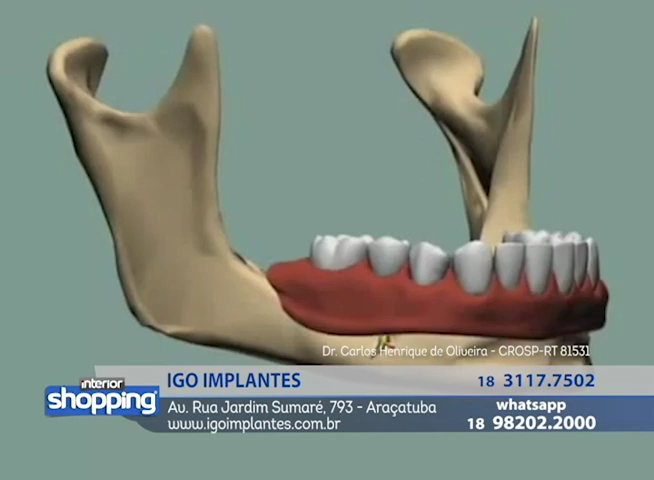 Dr. Carlos Henrique de Oliveira - CROSP-RT 81531
IGO IMPLANTES
18 3117.7502
interior
shopping
Av. Rua Jardim Sumaré, 793 - Araçatuba
www.igoimplantes.com.br
whatsapp
18 98202.2000